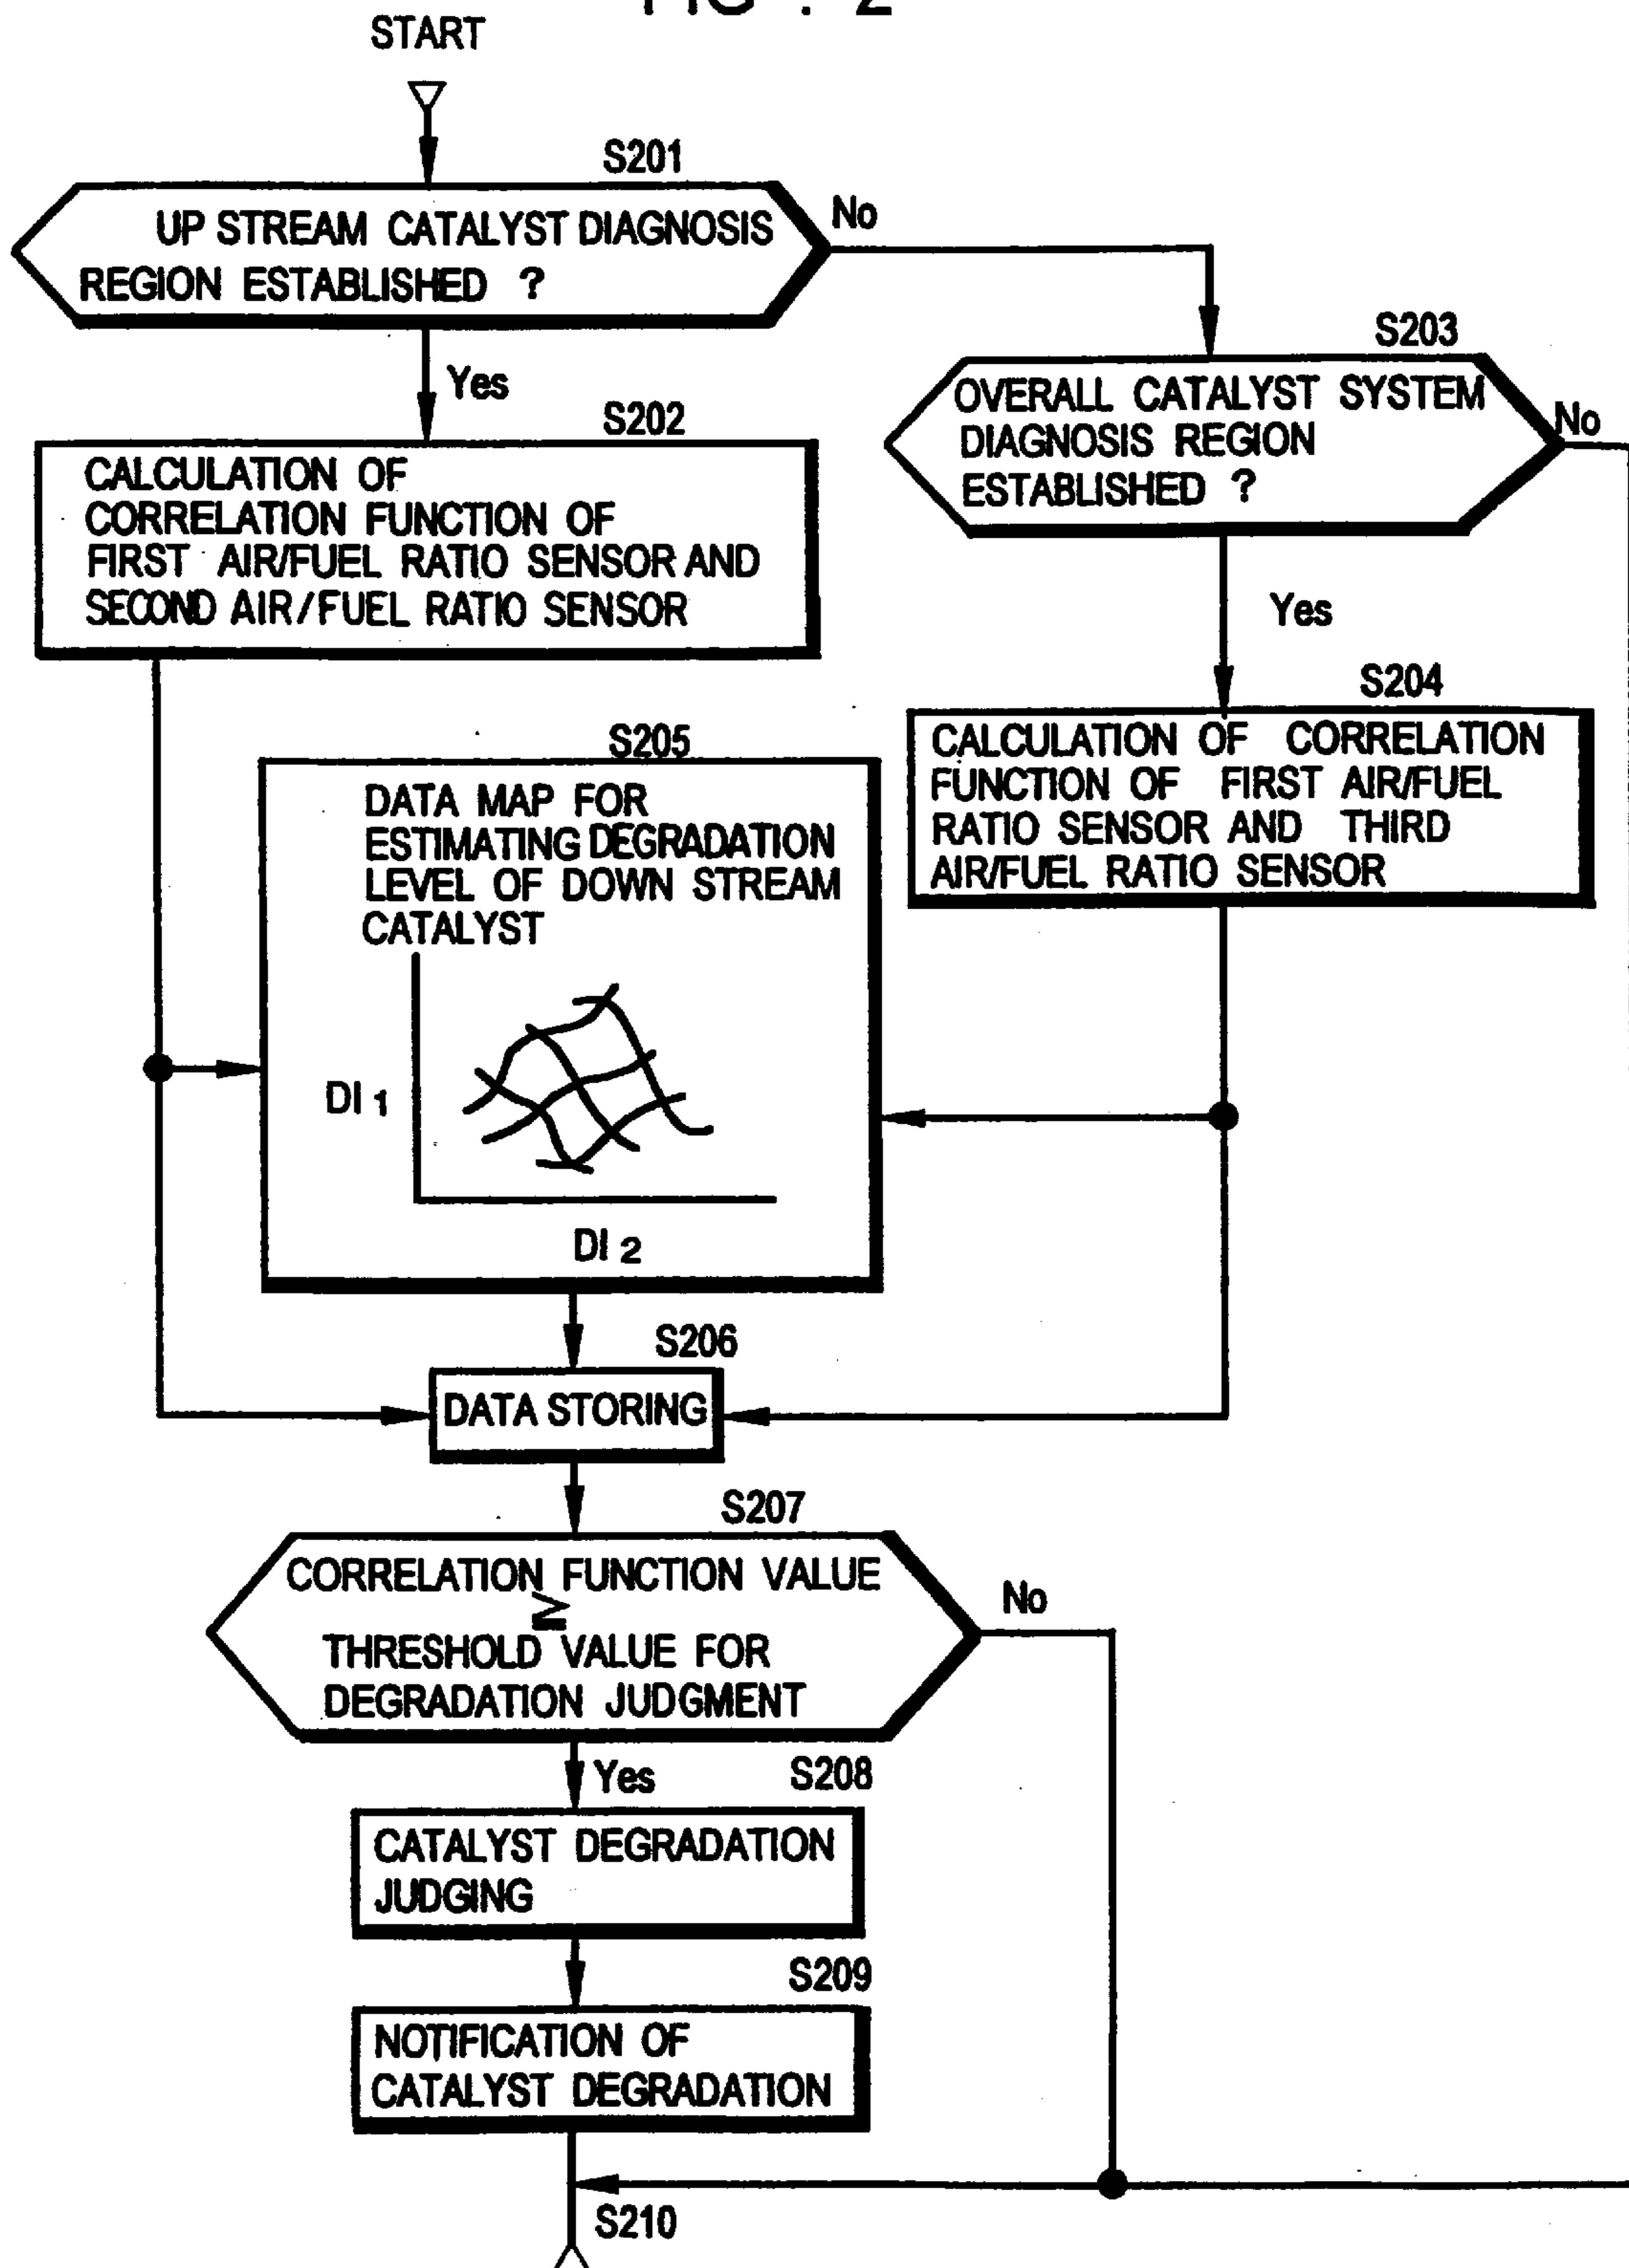 FIG . 2
START
S201
UP STREAM CATALYST DIAGNOSIS
REGION ESTABLISHED ?
No
Yes
S203
OVERALL CATALYST SYSTEM
DIAGNOSIS REGION
ESTABLISHED ?
No
Yes
S202
CALCULATION OF
CORRELATION FUNCTION OF
FIRST AIR/FUEL RATIO SENSOR AND
SECOND AIR/FUEL RATIO SENSOR
S204
CALCULATION OF CORRELATION
FUNCTION OF FIRST AIR/FUEL
RATIO SENSOR AND THIRD
AIR/FUEL RATIO SENSOR
S205
DATA MAP FOR
ESTIMATING DEGRADATION
LEVEL OF DOWN STREAM
CATALYST
DI 1
DI 2
S206
DATA STORING
S207
CORRELATION FUNCTION VALUE
≧
THRESHOLD VALUE FOR
DEGRADATION JUDGMENT
No
Yes
S208
CATALYST DEGRADATION
JUDGING
S209
NOTIFICATION OF
CATALYST DEGRADATION
S210